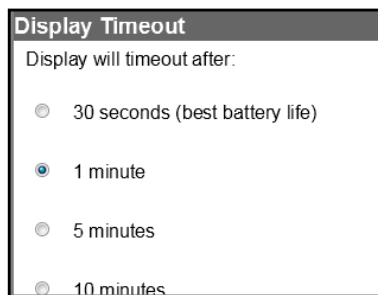 Display Timeout
Display will timeout after:
30 seconds (best battery life)
1 minute
5 minutes
10 minutes